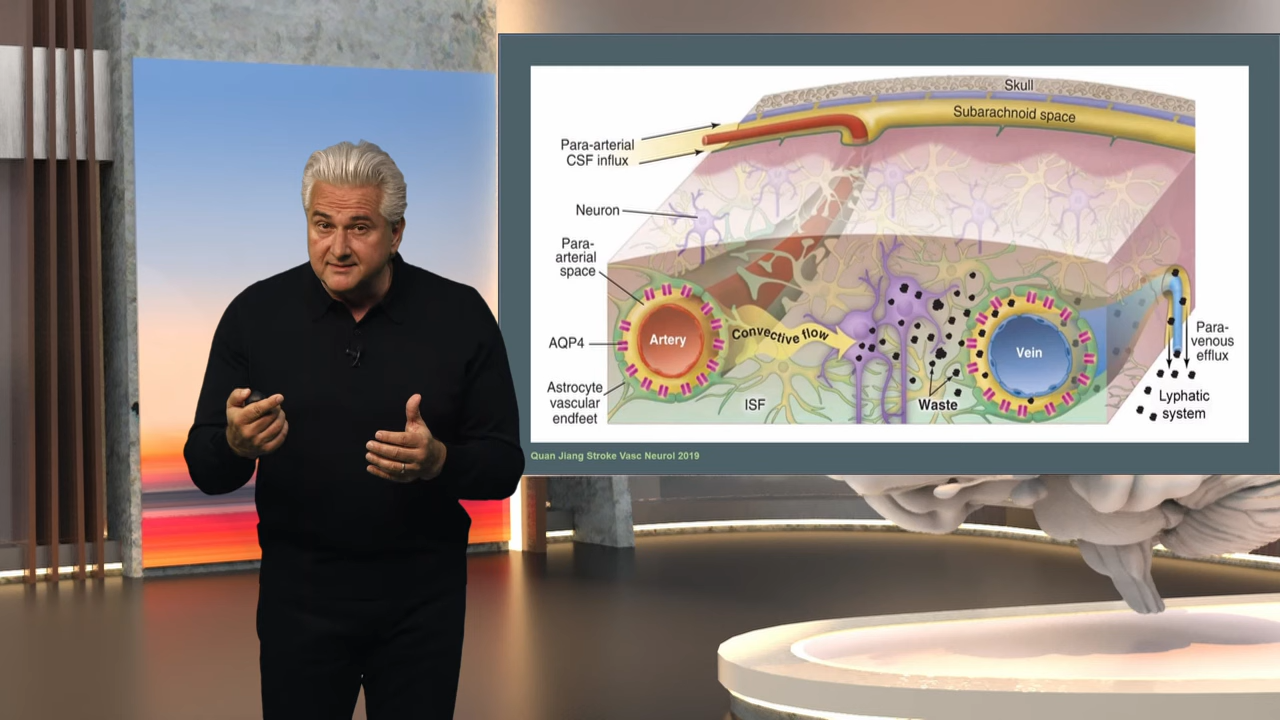 Skull
Subarachnoid space
Para-arterial
CSF influx
Neuron
Para-
arterial
space
AQP4
Astrocyte
vascular
endfeet
Artery
Convective flow
ISF
Waste
Vein
Para-
venous
efflux
Lyphatic
system
Quan Jiang Stroke Vasc Neurol 2019